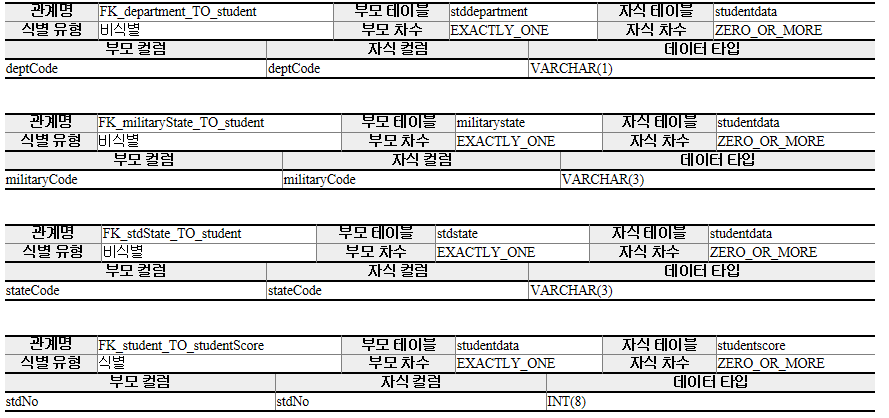 관계명 FK_department_TO_student 부모 테이블 stddepartment 자식 테이블 studentdata
식별 유형 비식별 부모 차수 EXACTLY_ONE 자식 차수 ZERO_OR_MORE
부모 컬럼 자식 컬럼 데이터 타입
deptCode deptCode VARCHAR(1)
관계명 FK_militaryState_TO_student 부모 테이블 militarystate 자식 테이블 studentdata
식별 유형 비식별 부모 차수 EXACTLY_ONE 자식 차수 ZERO_OR_MORE
부모 컬럼 자식 컬럼 데이터 타입
militaryCode militaryCode VARCHAR(3)
관계명 FK_stdState_TO_student 부모 테이블 stdstate 자식 테이블 studentdata
식별 유형 비식별 부모 차수 EXACTLY_ONE 자식 차수 ZERO_OR_MORE
부모 컬럼 자식 컬럼 데이터 타입
stateCode stateCode VARCHAR(3)
관계명 FK_student_TO_studentScore 부모 테이블 studentdata 자식 테이블 studentscore
식별 유형 식별 부모 차수 EXACTLY_ONE 자식 차수 ZERO_OR_MORE
부모 컬럼 자식 컬럼 데이터 타입
stdNo stdNo INT(8)